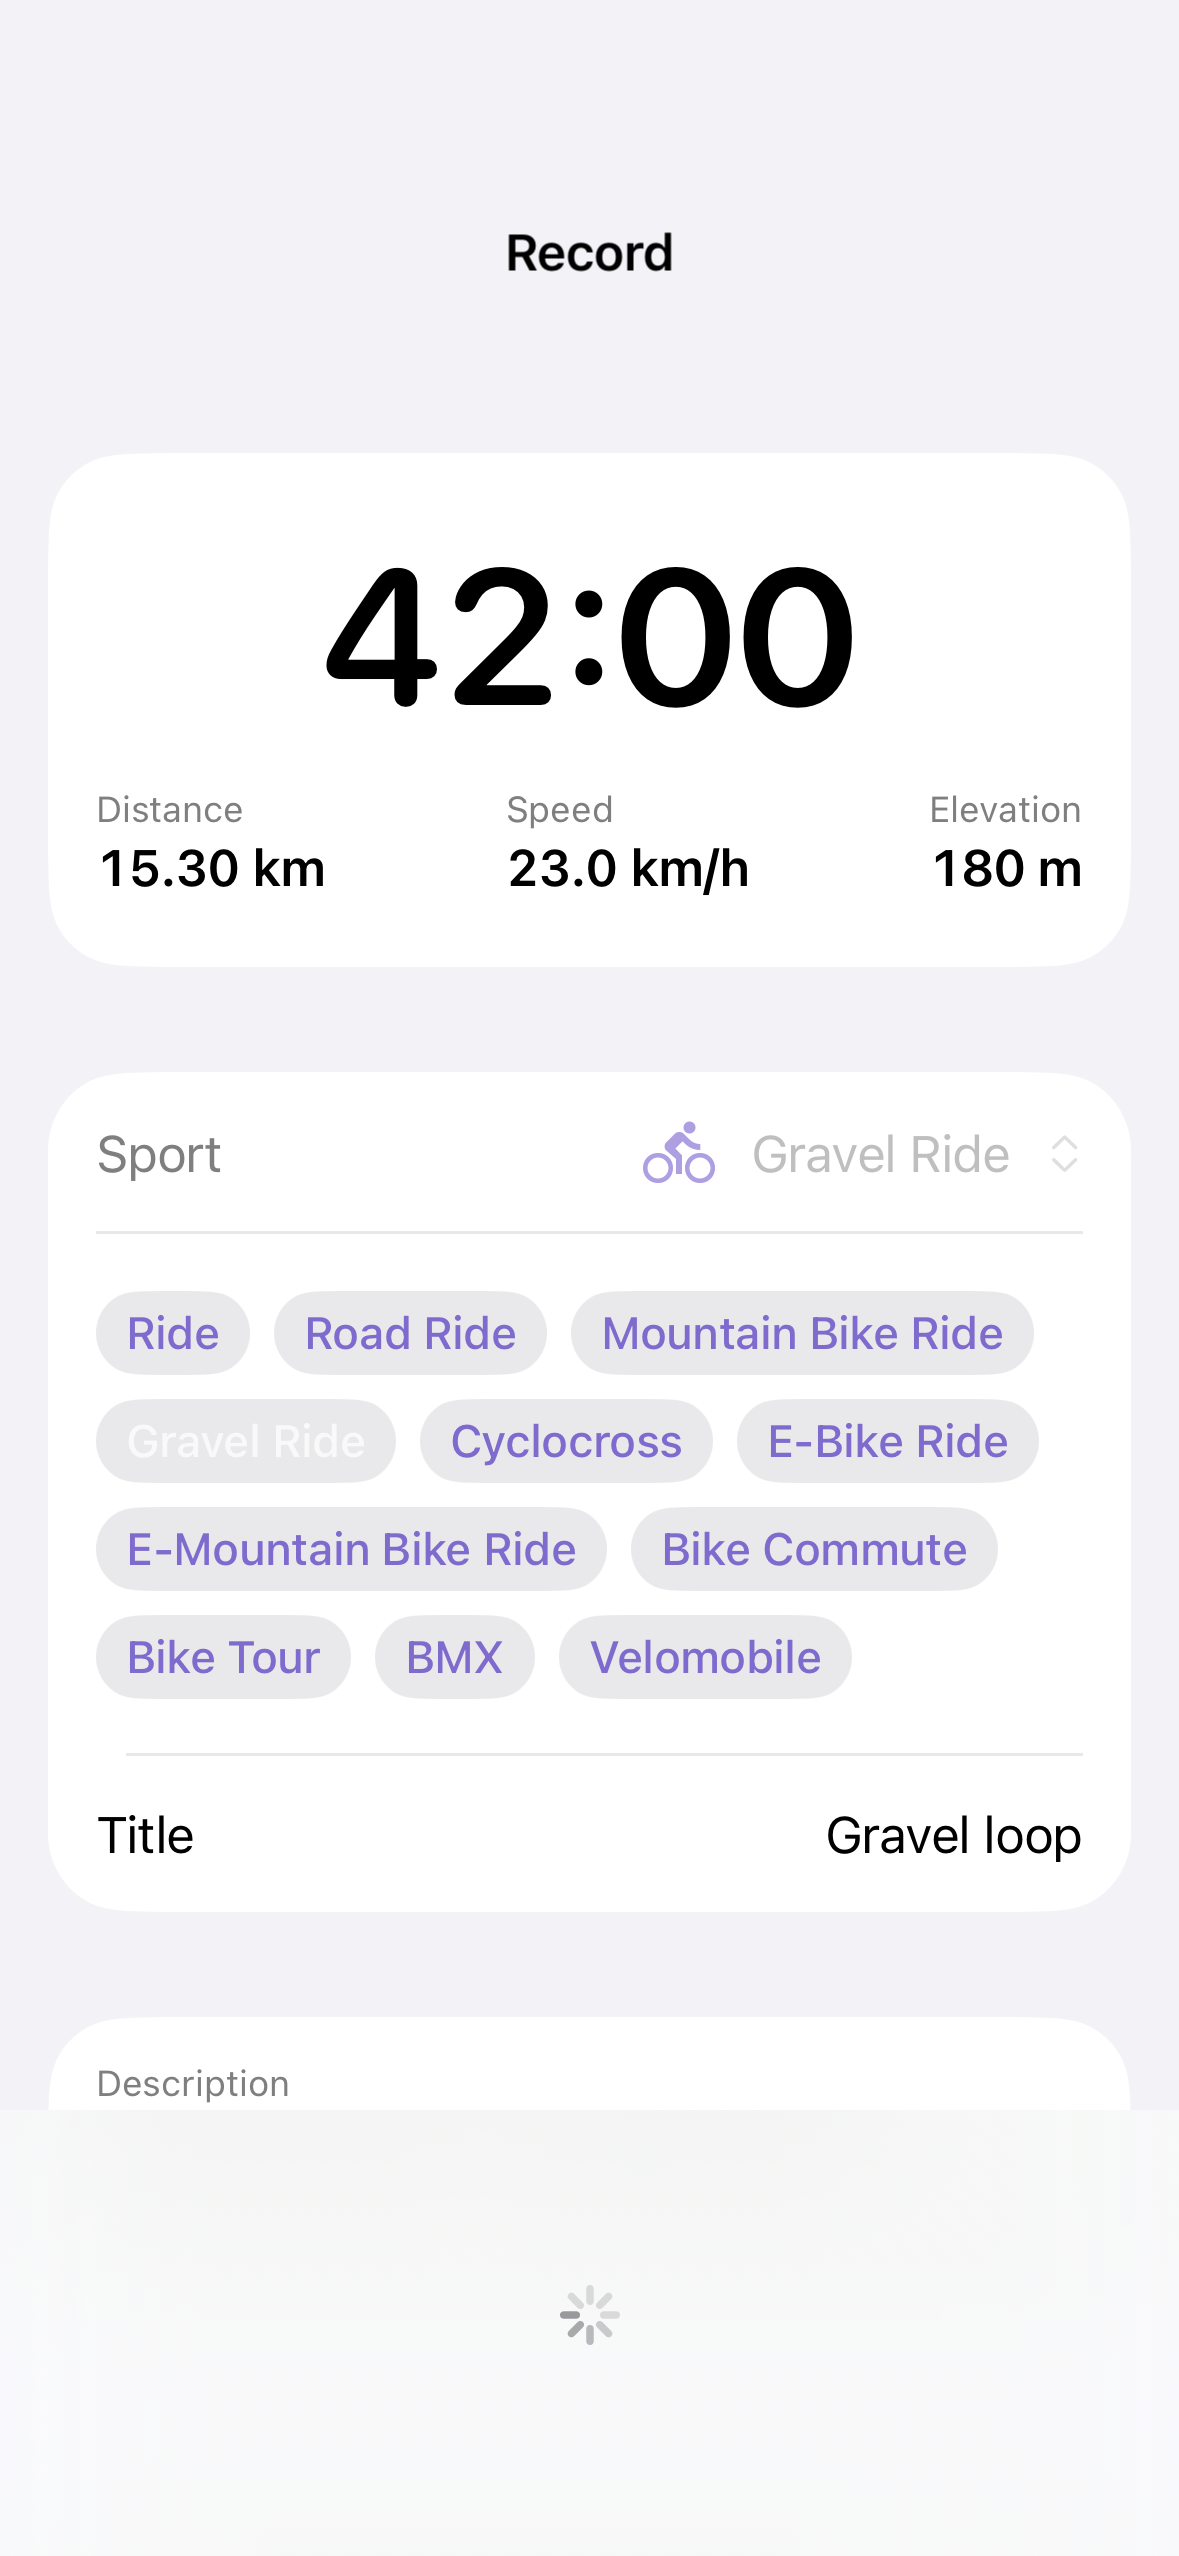 Record
42:00
Distance Speed Elevation
15.30 km 23.0 km/h 180 m
Sport Gravel Ride
Ride Road Ride Mountain Bike Ride
Gravel Ride Cyclocross E-Bike Ride
E-Mountain Bike Ride Bike Commute
Bike Tour BMX Velomobile
Title Gravel loop
Description